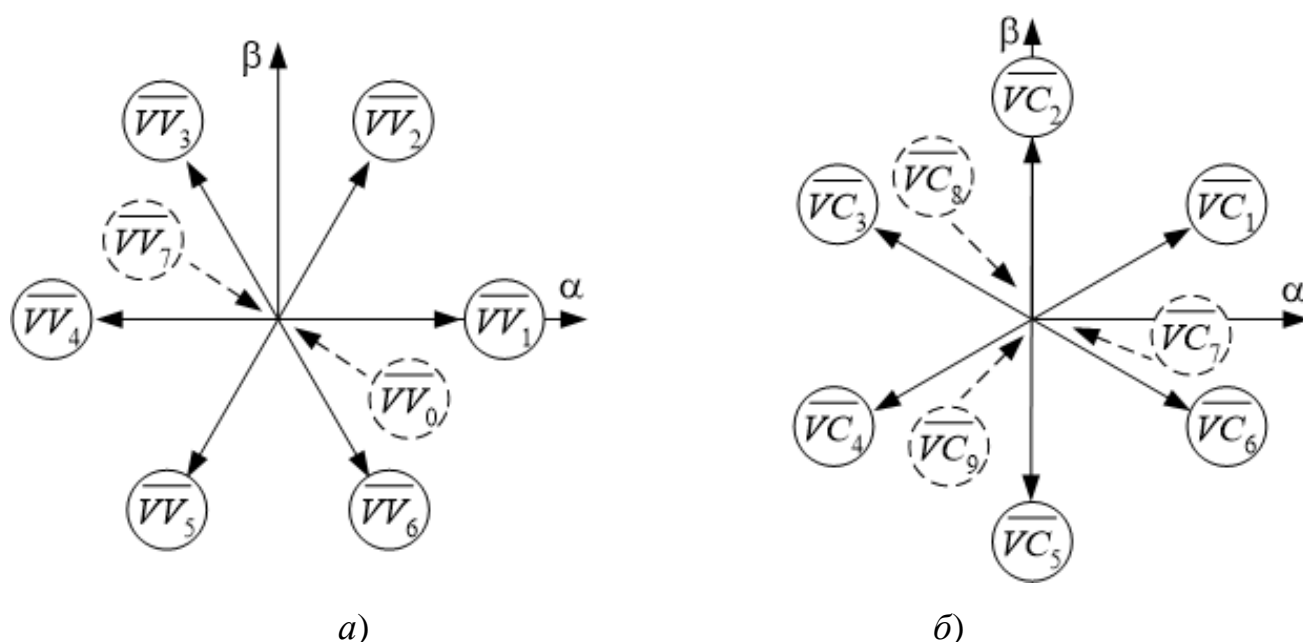 β
VV₃
VV₂
VV₇
VV₄
VV₁
α
VV₀
VV₅
VV₆
а)
β
VC₂
VC₈
VC₃
VC₁
α
VC₇
VC₄
VC₉
VC₆
VC₅
б)